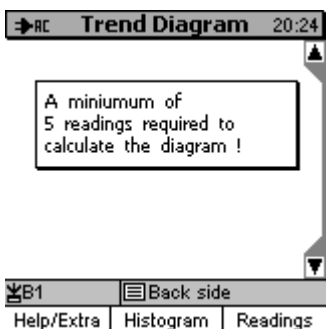 AC Trend Diagram 20:24
A miniumum of
5 readings required to
calculate the diagram !
B1 Back side
Help/Extra Histogram Readings